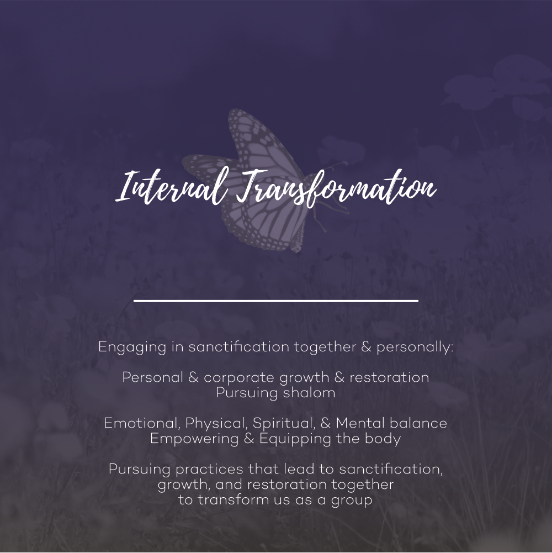 Internal Transformation
Engaging in sanctification together & personally:
Personal & corporate growth & restoration
Pursuing shalom
Emotional, Physical, Spiritual, & Mental balance
Empowering & Equipping the body
Pursuing practices that lead to sanctification,
growth, and restoration together
to transform us as a group